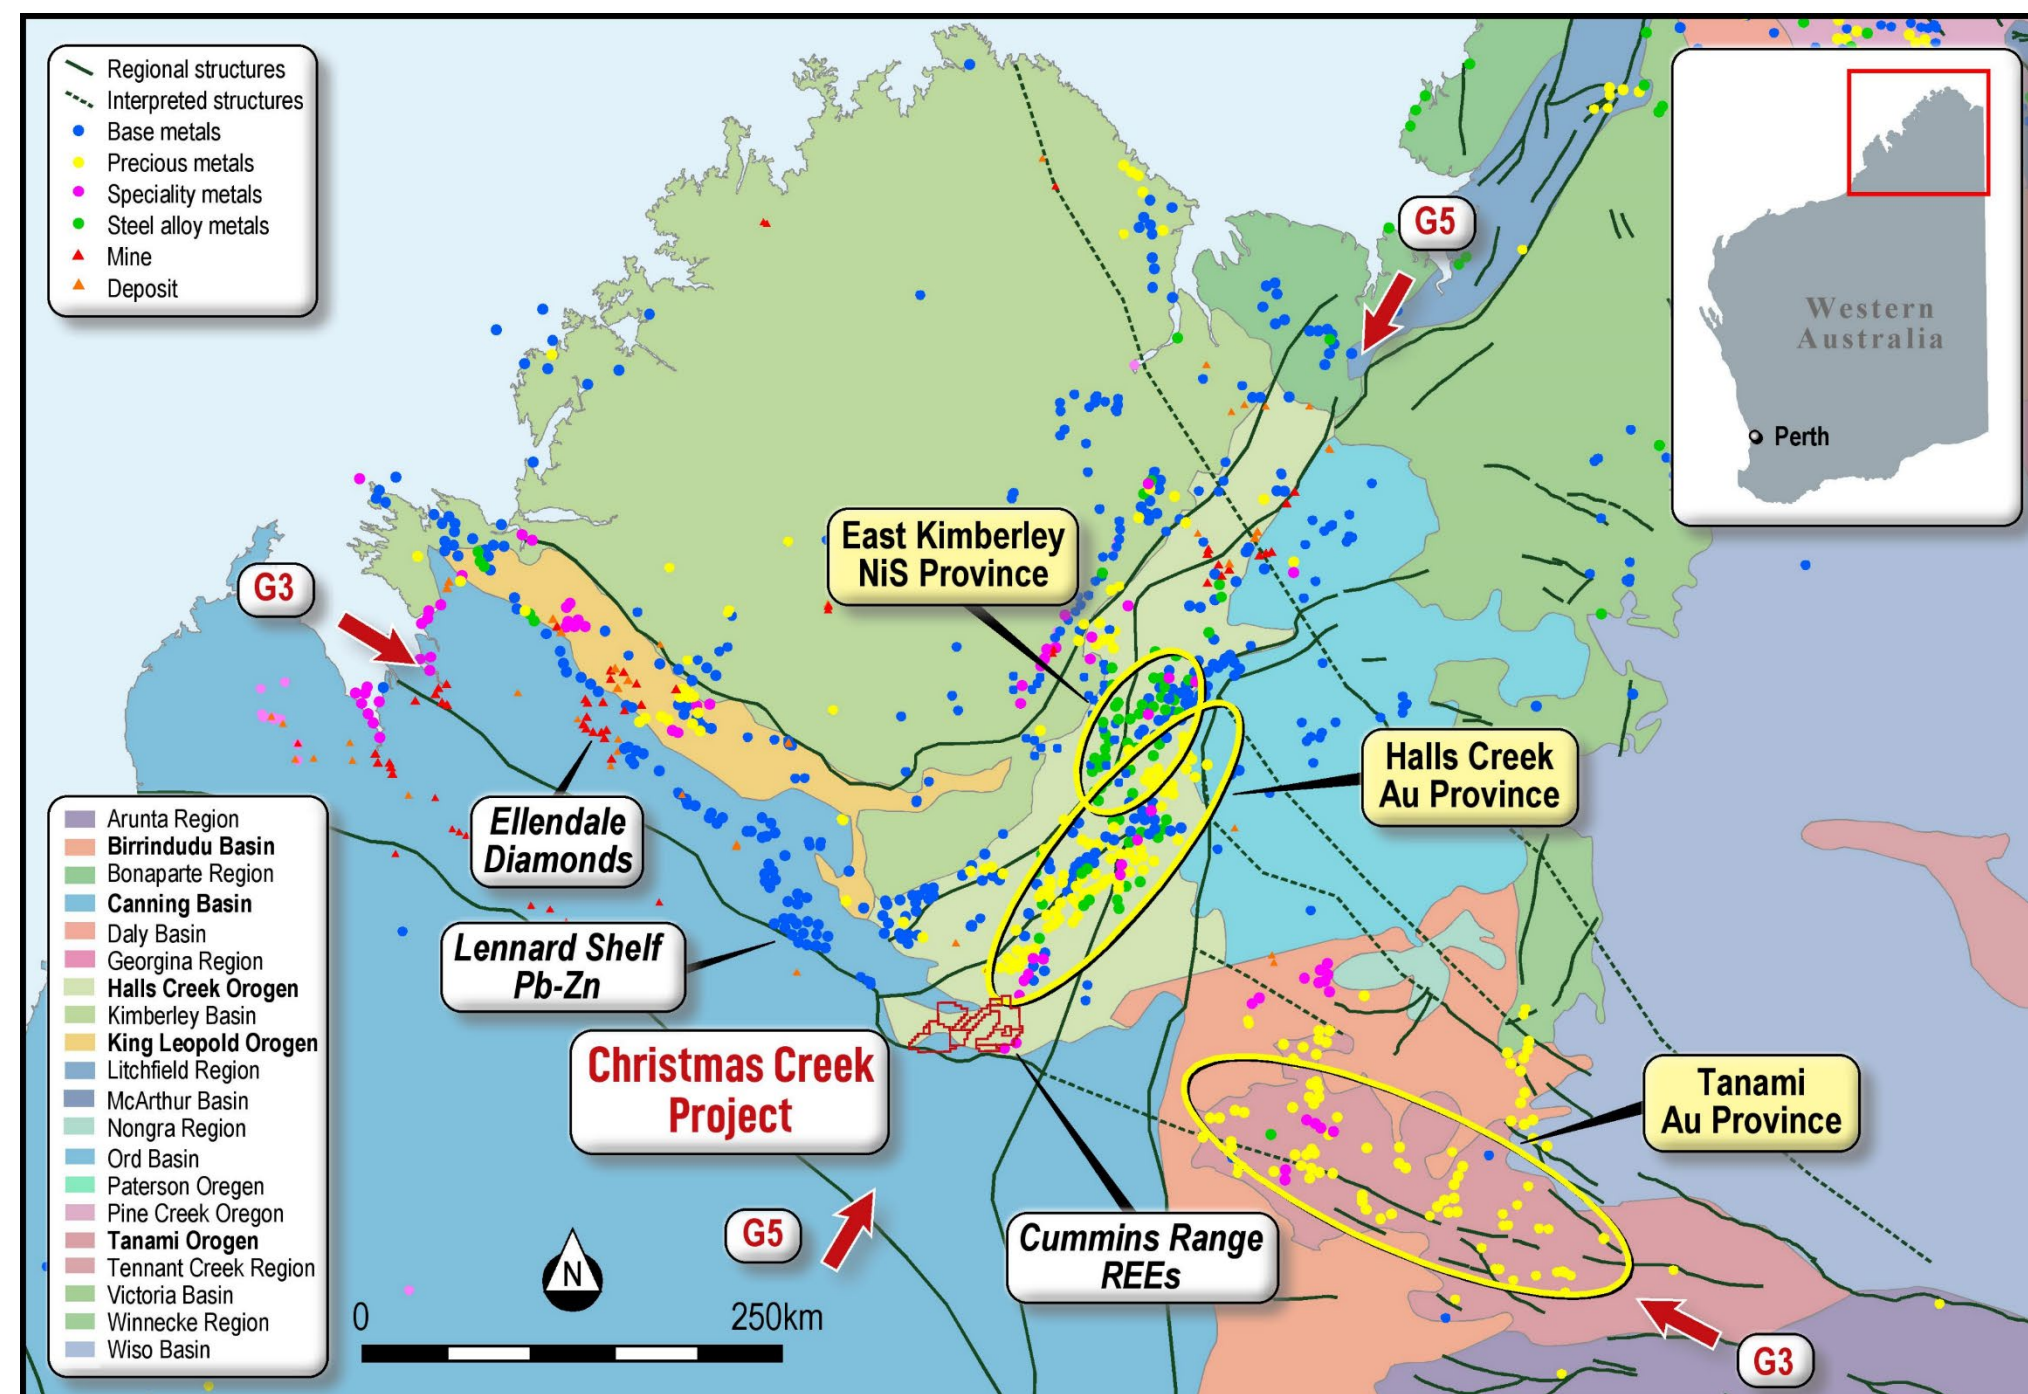 Regional structures
Interpreted structures
Base metals
Precious metals
Speciality metals
Steel alloy metals
Mine
Deposit
G5
Western
Australia
Perth
East Kimberley
NiS Province
G3
Halls Creek
Au Province
Ellendale
Diamonds
Lennard Shelf
Pb-Zn
Christmas Creek
Project
Tanami
Au Province
Cummins Range
REEs
G5
G3
N
0
250km
Arunta Region
Birrindudu Basin
Bonaparte Region
Canning Basin
Daly Basin
Georgina Region
Halls Creek Orogen
Kimberley Basin
King Leopold Orogen
Litchfield Region
McArthur Basin
Nongra Region
Ord Basin
Paterson Oregen
Pine Creek Oregon
Tanami Orogen
Tennant Creek Region
Victoria Basin
Winnecke Region
Wiso Basin